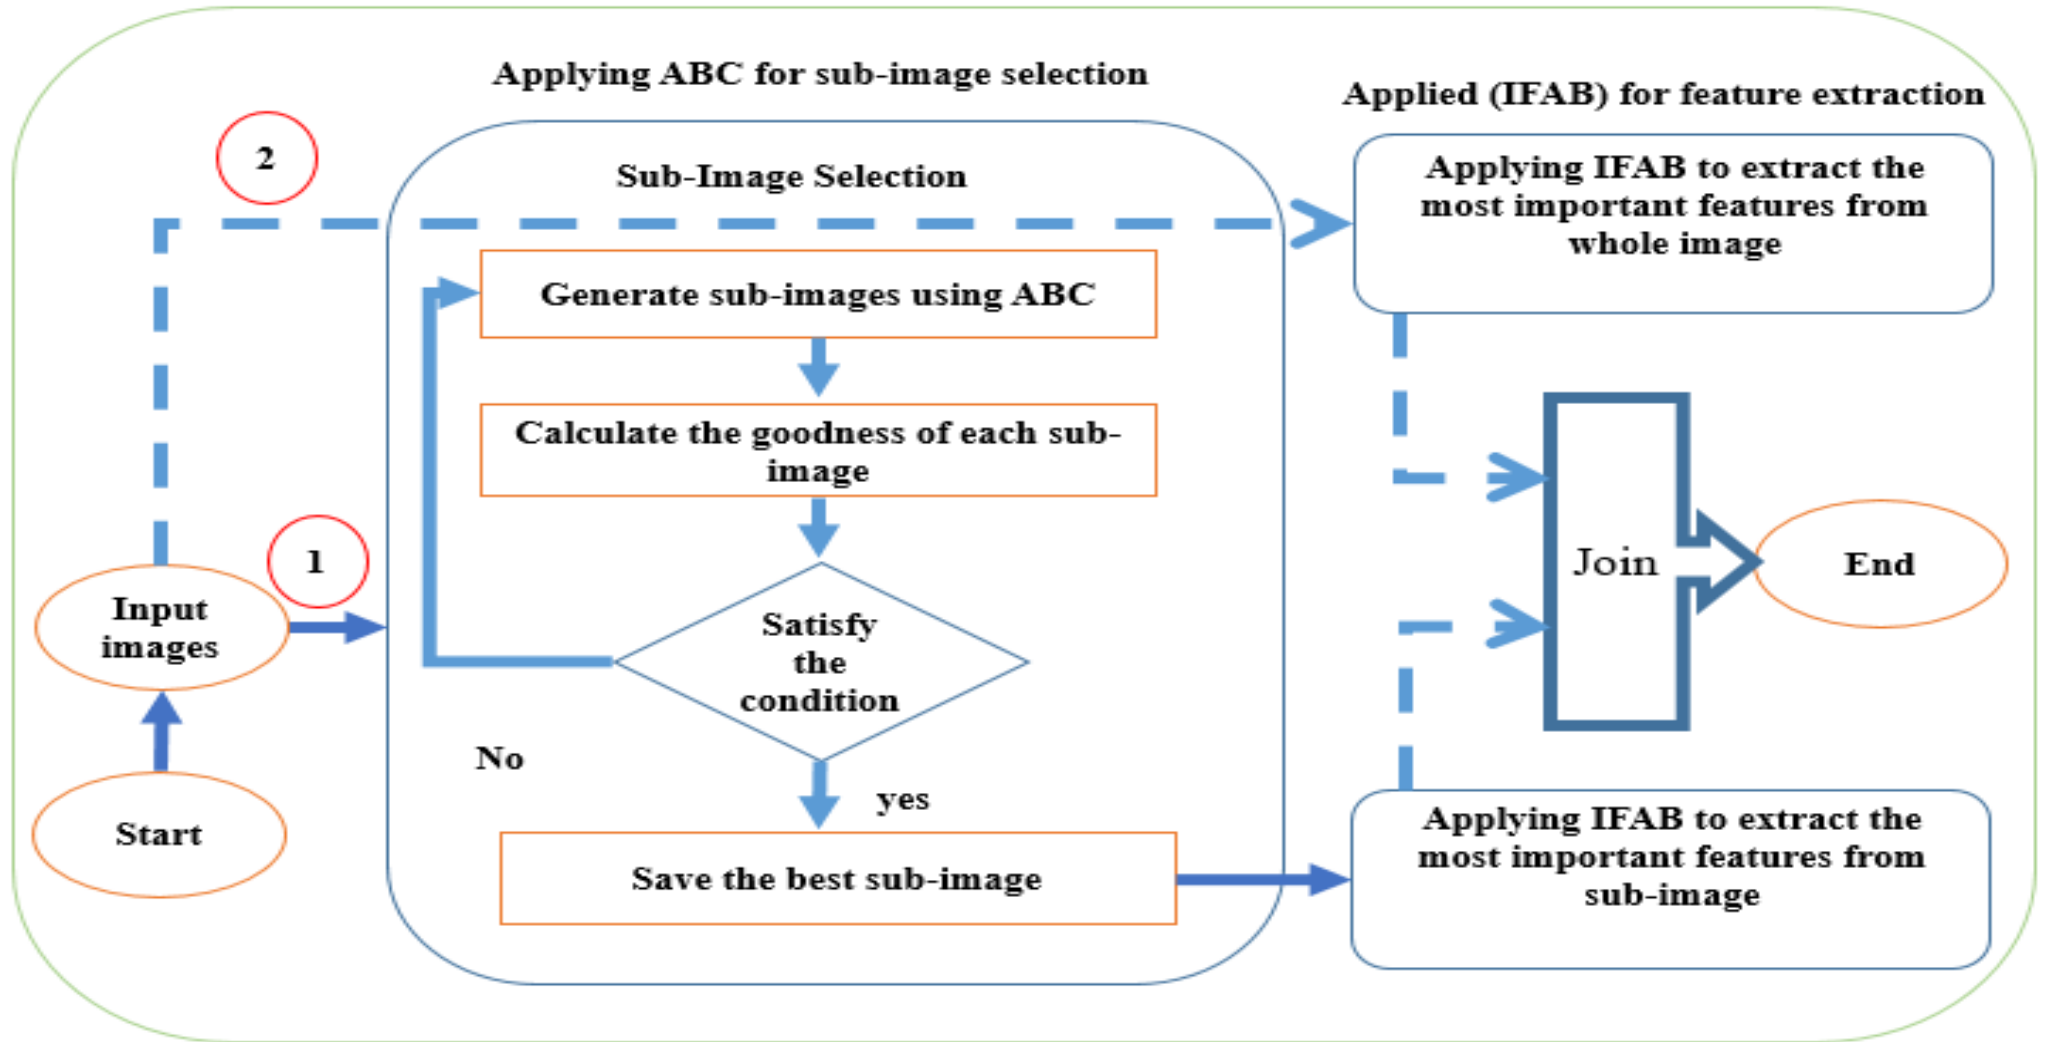 Applying ABC for sub-image selection
Applied (IFAB) for feature extraction
2
Sub-Image Selection
Applying IFAB to extract the
most important features from
whole image
Generate sub-images using ABC
Calculate the goodness of each sub-
image
1
Input
images
Satisfy
the
condition
Join
End
No
yes
Start
Save the best sub-image
Applying IFAB to extract the
most important features from
sub-image